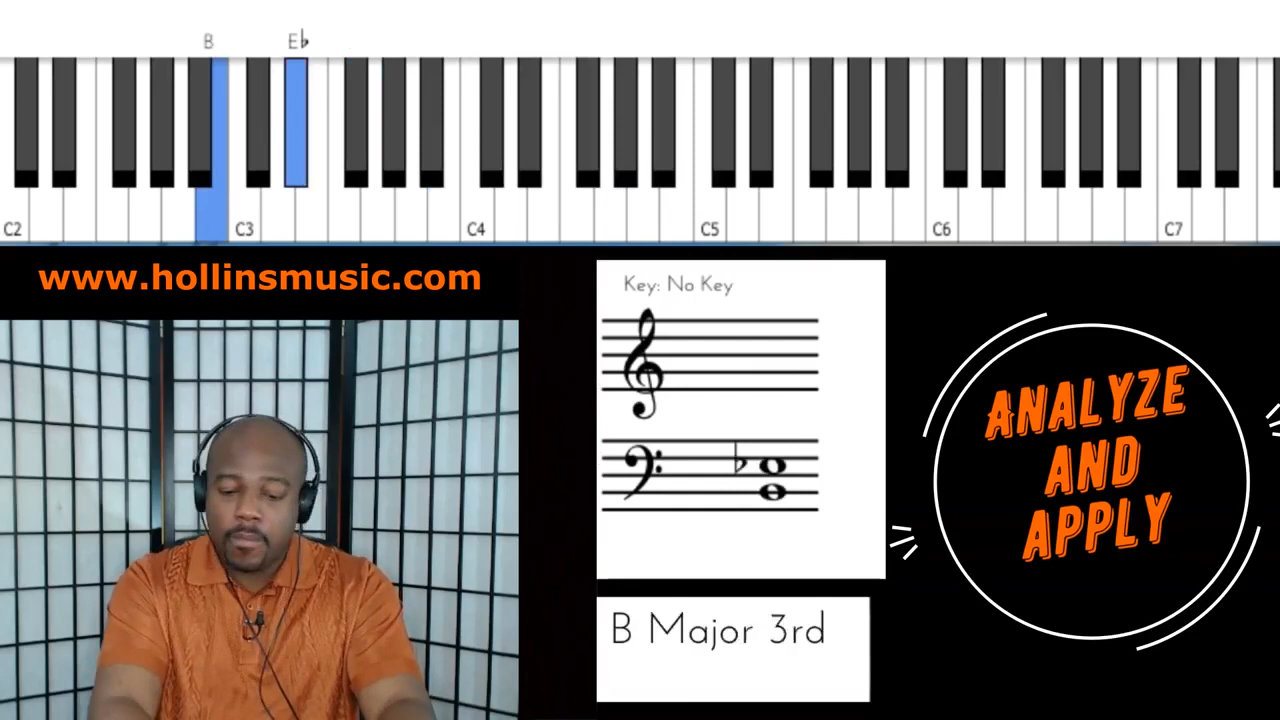 B E♭
C2 C3 C4 C5 C6 C7
www.hollinsmusic.com
Key: No Key
B Major 3rd
ANALYZE
AND
APPLY